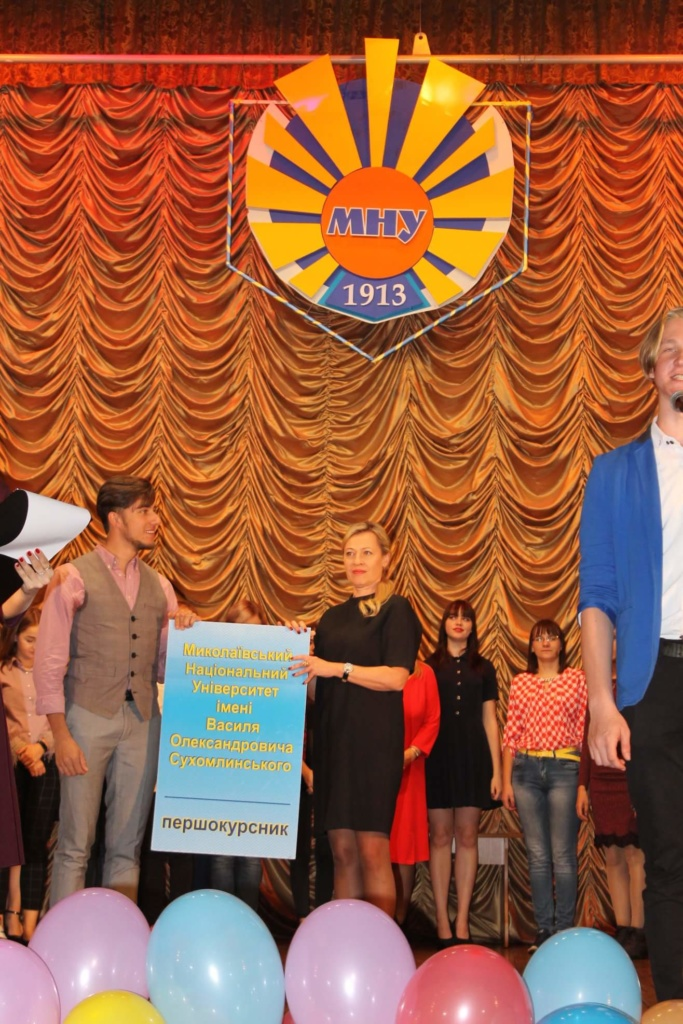 МНУ
1913
Миколаївський
Національний
Університет
імені
Василя
Олександровича
Сухомлинського
першокурсник